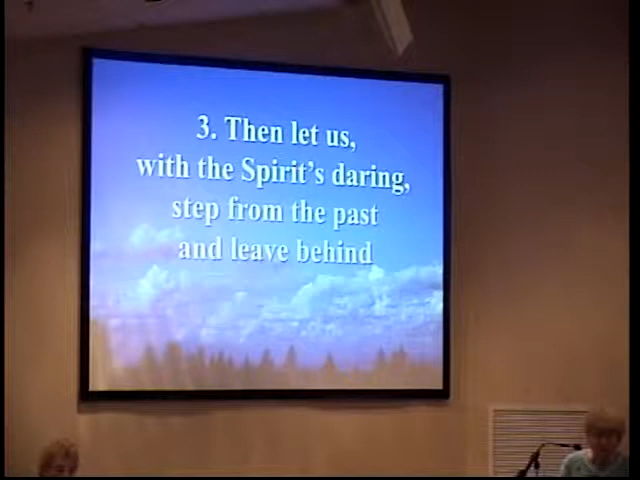 3. Then let us,
with the Spirit's daring,
step from the past
and leave behind